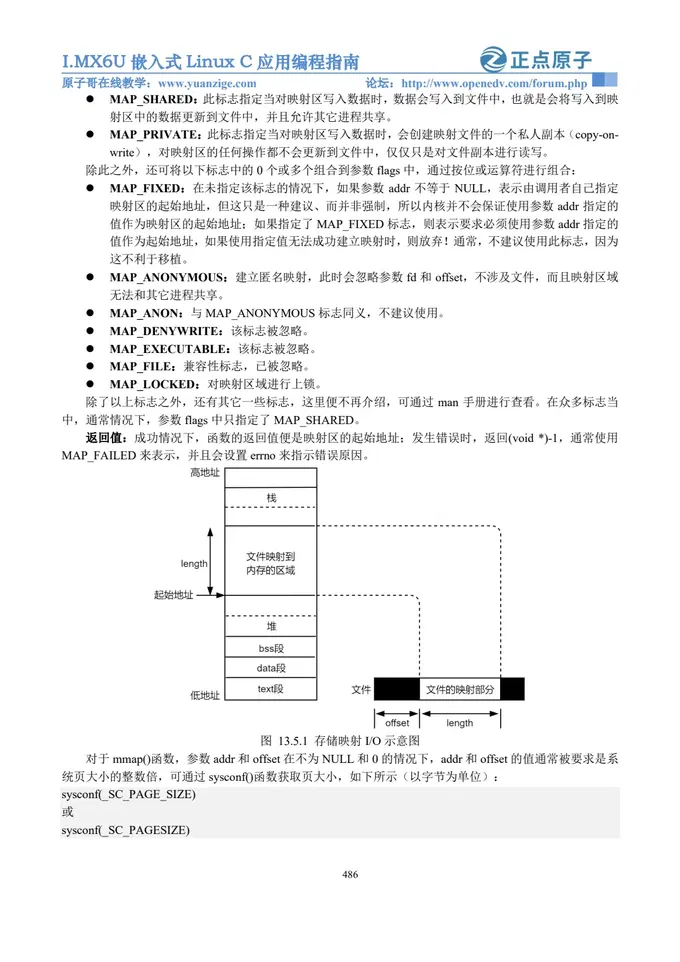 I.MX6U 嵌入式 Linux C 应用编程指南
正点原子
原子哥在线教学：www.yuanzige.com 论坛：http://www.openedv.com/forum.php
● MAP_SHARED：此标志指定当对映射区写入数据时，数据会写入到文件中，也就是会将写入到映
射区中的数据更新到文件中，并且允许其它进程共享。
● MAP_PRIVATE：此标志指定当对映射区写入数据时，会创建映射文件的一个私人副本（copy-on-
write），对映射区的任何操作都不会更新到文件中，仅仅只是对文件副本进行读写。
除此之外，还可将以下标志中的 0 个或多个组合到参数 flags 中，通过按位或运算符进行组合：
● MAP_FIXED：在未指定该标志的情况下，如果参数 addr 不等于 NULL，表示由调用者自己指定
映射区的起始地址，但这只是一种建议、而并非强制，所以内核并不会保证使用参数 addr 指定的
值作为映射区的起始地址；如果指定了 MAP_FIXED 标志，则表示要求必须使用参数 addr 指定的
值作为起始地址，如果使用指定值无法成功建立映射时，则放弃！通常，不建议使用此标志，因为
这不利于移植。
● MAP_ANONYMOUS：建立匿名映射，此时会忽略参数 fd 和 offset，不涉及文件，而且映射区域
无法和其它进程共享。
● MAP_ANON：与 MAP_ANONYMOUS 标志同义，不建议使用。
● MAP_DENYWRITE：该标志被忽略。
● MAP_EXECUTABLE：该标志被忽略。
● MAP_FILE：兼容性标志，已被忽略。
● MAP_LOCKED：对映射区域进行上锁。
除了以上标志之外，还有其它一些标志，这里便不再介绍，可通过 man 手册进行查看。在众多标志当
中，通常情况下，参数 flags 中只指定了 MAP_SHARED。
返回值：成功情况下，函数的返回值便是映射区的起始地址；发生错误时，返回(void *)-1，通常使用
MAP_FAILED 来表示，并且会设置 errno 来指示错误原因。
高地址
栈
length
文件映射到
内存的区域
起始地址
堆
bss段
data段
text段
低地址
文件
文件的映射部分
offset
length
图 13.5.1 存储映射 I/O 示意图
对于 mmap()函数，参数 addr 和 offset 在不为 NULL 和 0 的情况下，addr 和 offset 的值通常被要求是系
统页大小的整数倍，可通过 sysconf()函数获取页大小，如下所示（以字节为单位）：
sysconf(_SC_PAGE_SIZE)
或
sysconf(_SC_PAGESIZE)
486